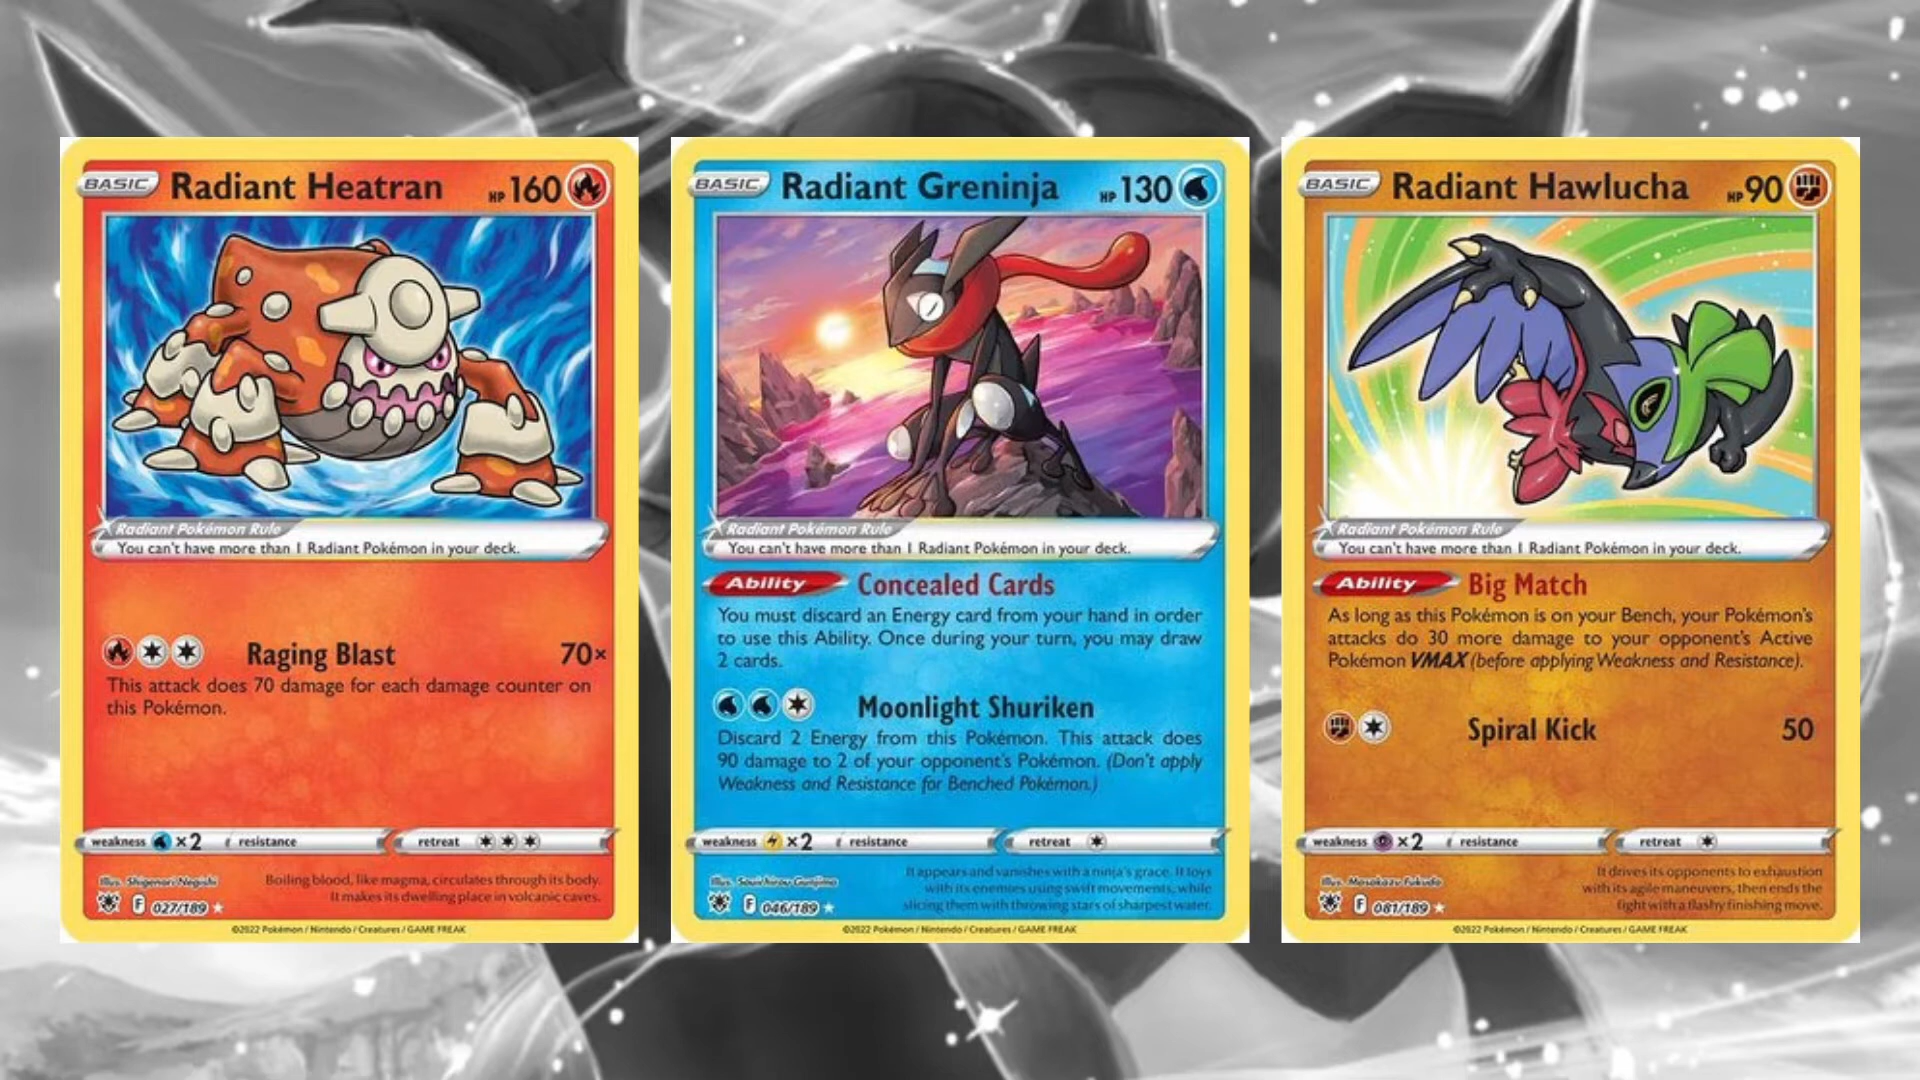 BASIC Radiant Heatran HP 160
Radiant Pokémon Rule
You can't have more than 1 Radiant Pokémon in your deck.
Raging Blast 70×
This attack does 70 damage for each damage counter on
this Pokémon.
weakness ×2 resistance retreat
Illus. Shigenori Negishi
Boiling blood, like magma, circulates through its body.
It makes its dwelling place in volcanic caves.
F 027/189
©2022 Pokémon / Nintendo / Creatures / GAME FREAK
BASIC Radiant Greninja HP 130
Radiant Pokémon Rule
You can't have more than 1 Radiant Pokémon in your deck.
Ability Concealed Cards
You must discard an Energy card from your hand in order
to use this Ability. Once during your turn, you may draw
2 cards.
Moonlight Shuriken
Discard 2 Energy from this Pokémon. This attack does
90 damage to 2 of your opponent's Pokémon. (Don't apply
Weakness and Resistance for Benched Pokémon.)
weakness ×2 resistance retreat
Illus. Souichirou Gunjima
It appears and vanishes with a ninja's grace. It toys
with its enemies using swift movements, while
slicing them with throwing stars of sharpest water.
F 046/189
©2022 Pokémon / Nintendo / Creatures / GAME FREAK
BASIC Radiant Hawlucha HP 90
Radiant Pokémon Rule
You can't have more than 1 Radiant Pokémon in your deck.
Ability Big Match
As long as this Pokémon is on your Bench, your Pokémon's
attacks do 30 more damage to your opponent's Active
Pokémon VMAX (before applying Weakness and Resistance).
Spiral Kick 50
weakness ×2 resistance retreat
Illus. Masakazu Fukuda
It drives its opponents to exhaustion
with its agile maneuvers, then ends the
fight with a flashy finishing move.
F 081/189
©2022 Pokémon / Nintendo / Creatures / GAME FREAK